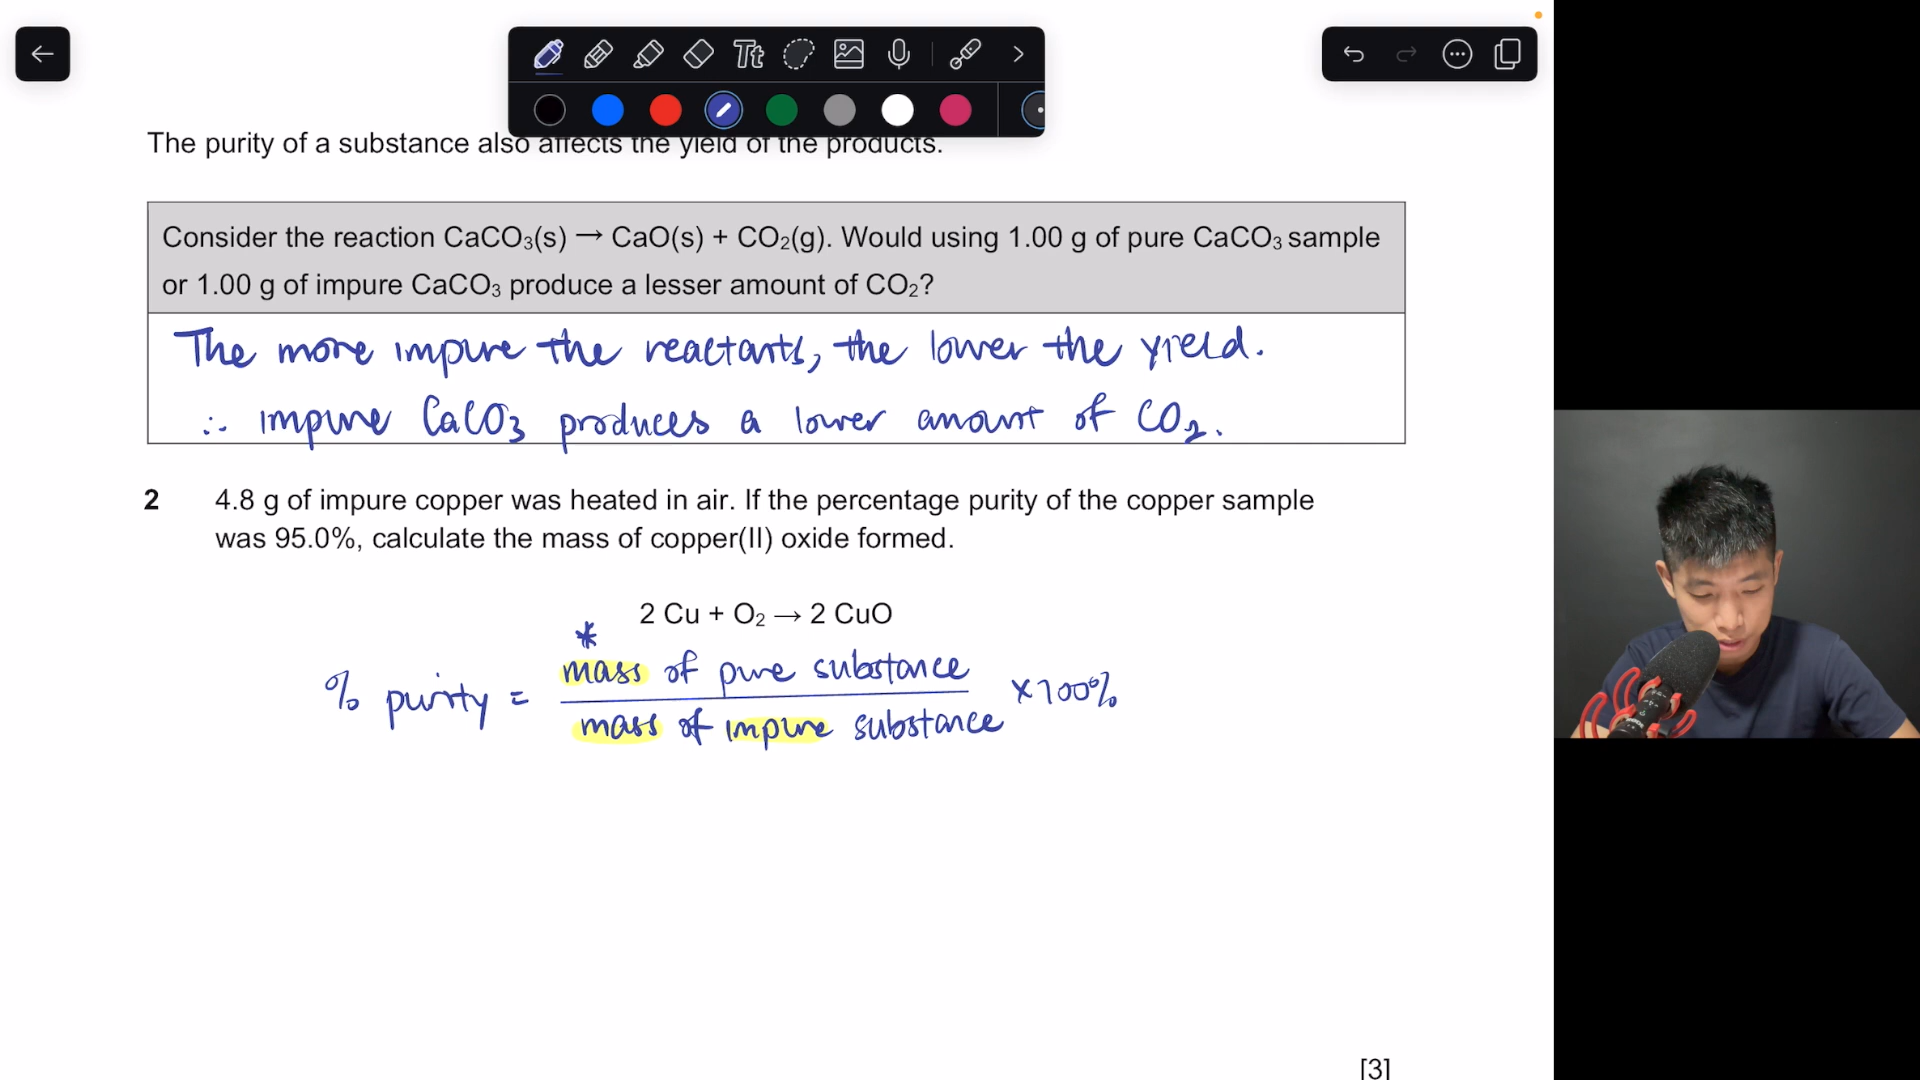 Tt
The purity of a substance also affects the yield of the products.
Consider the reaction CaCO₃(s) → CaO(s) + CO₂(g). Would using 1.00 g of pure CaCO₃ sample
or 1.00 g of impure CaCO₃ produce a lesser amount of CO₂?
The more impure the reactants, the lower the yield.
∴ impure CaCO₃ produces a lower amount of CO₂.
2 4.8 g of impure copper was heated in air. If the percentage purity of the copper sample
was 95.0%, calculate the mass of copper(II) oxide formed.
2 Cu + O₂ → 2 CuO
*
mass of pure substance
% purity = ×100%
mass of impure substance
[3]